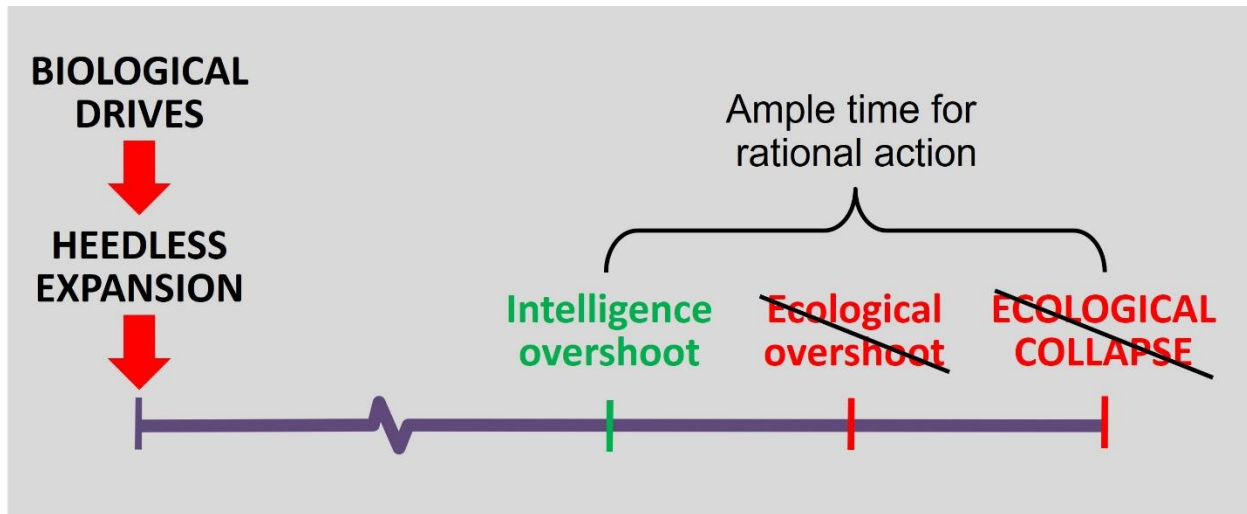 BIOLOGICAL
DRIVES
HEEDLESS
EXPANSION
Ample time for
rational action
Intelligence
overshoot
Ecological
overshoot
ECOLOGICAL
COLLAPSE